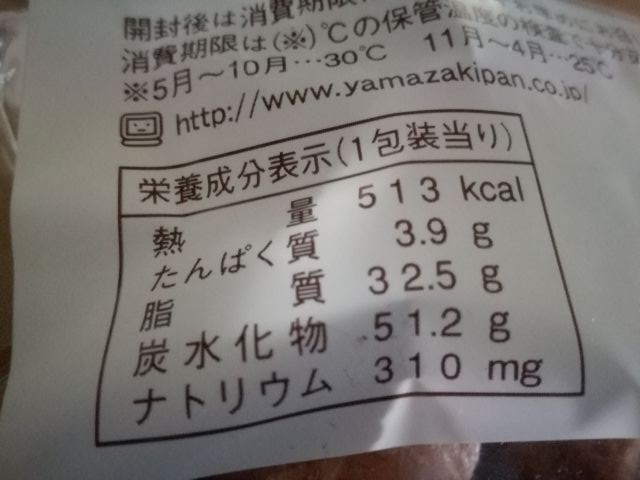 開封後は消費期限
消費期限は(※)℃の保管温度の検査で
※5月～10月…30℃ 11月～4月…25℃
http://www.yamazakipan.co.jp/
栄養成分表示(1包装当り)
熱量 513 kcal
たんぱく質 3.9 g
脂質 32.5 g
炭水化物 51.2 g
ナトリウム 310 mg